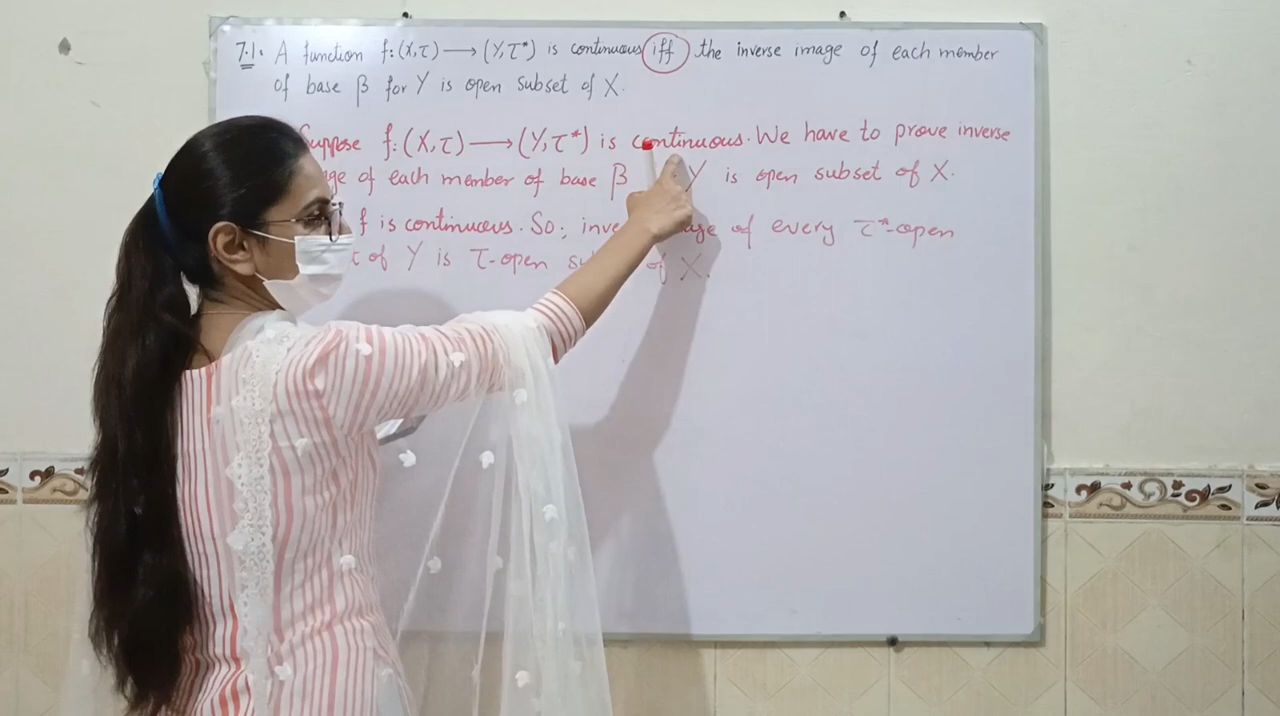 7.1: A function f: (X,τ) ⟶ (Y,τ*) is continuous iff the inverse image of each member
of base β for Y is open subset of X.
f: (X,τ) ⟶ (Y,τ*) is continuous. We have to prove inverse
of each member of base β Y is open subset of X.
f is continuous. So; of every τ*-open
of Y is τ-open of X.